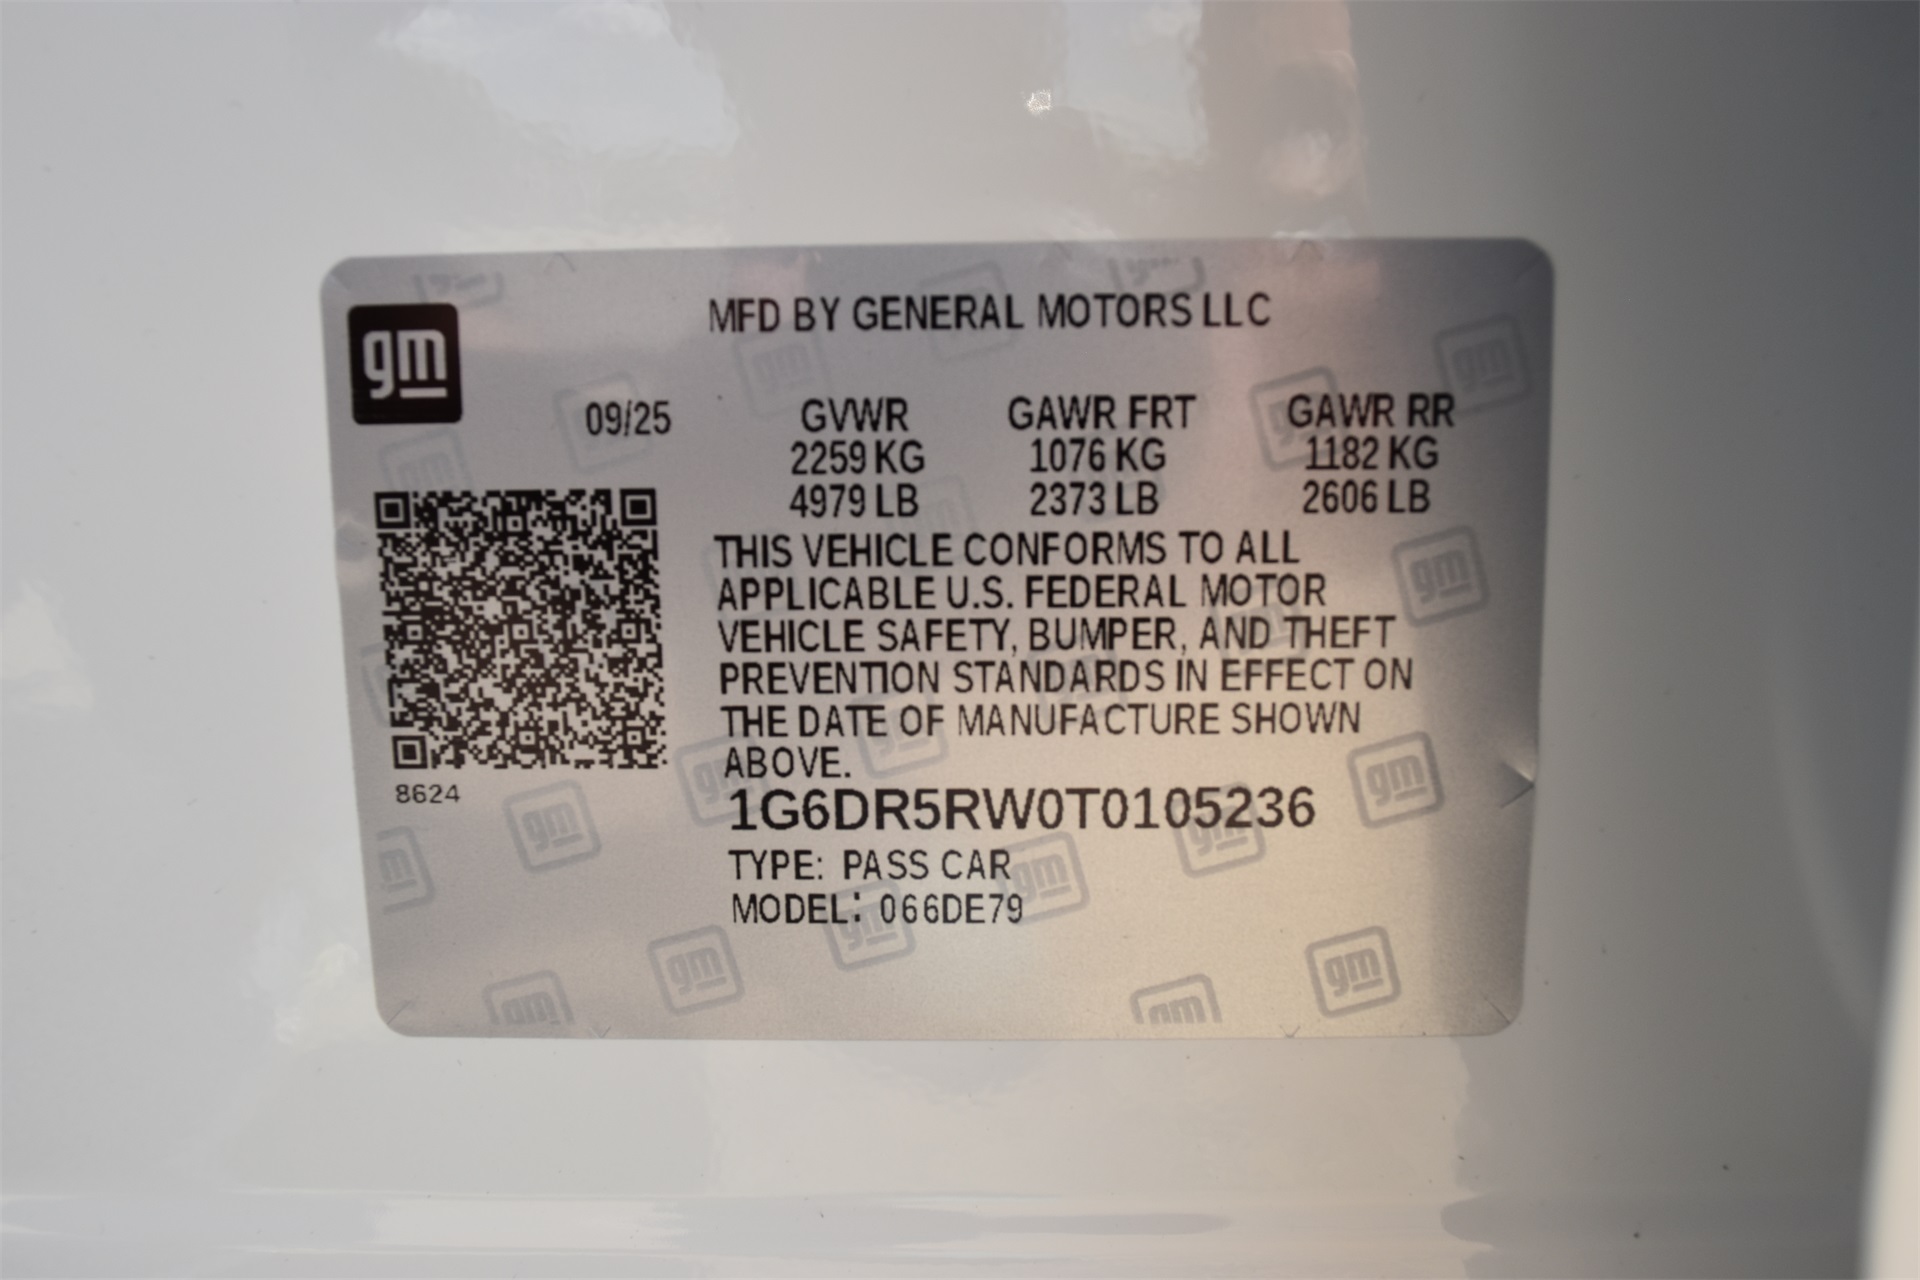 gm
MFD BY GENERAL MOTORS LLC
09/25 GVWR GAWR FRT GAWR RR
2259 KG 1076 KG 1182 KG
4979 LB 2373 LB 2606 LB
THIS VEHICLE CONFORMS TO ALL
APPLICABLE U.S. FEDERAL MOTOR
VEHICLE SAFETY, BUMPER, AND THEFT
PREVENTION STANDARDS IN EFFECT ON
THE DATE OF MANUFACTURE SHOWN
ABOVE.
8624
1G6DR5RW0T0105236
TYPE: PASS CAR
MODEL: 066DE79